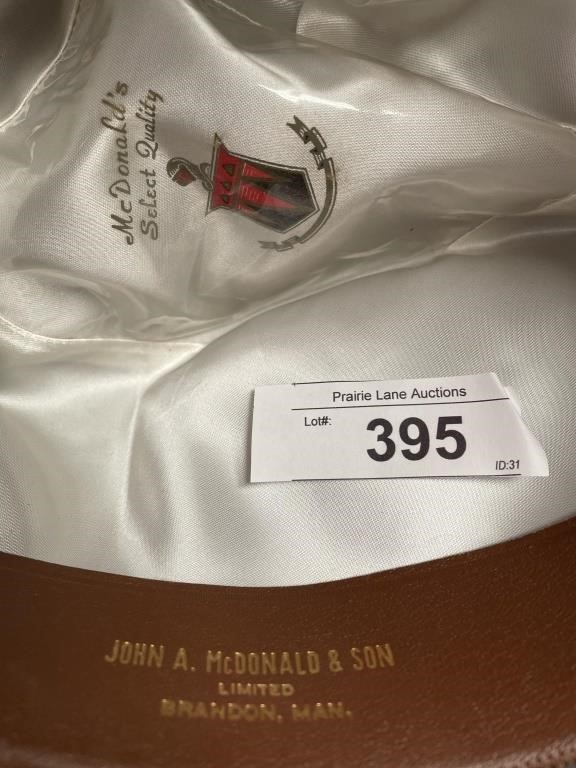 McDonald's
Select Quality
Prairie Lane Auctions
Lot#:
395
ID:31
JOHN A. McDONALD & SON
LIMITED
BRANDON, MAN.